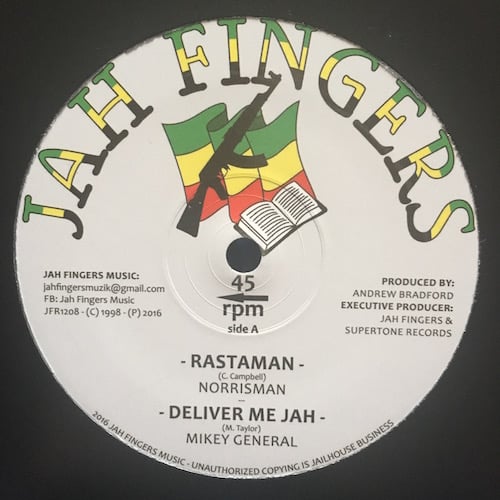 JAH FINGERS
JAH FINGERS MUSIC:
jahfingersmuzik@gmail.com
FB: Jah Fingers Music
JFR1208 - (C) 1998 - (P) 2016
45
rpm
side A
PRODUCED BY:
ANDREW BRADFORD
EXECUTIVE PRODUCER:
JAH FINGERS &
SUPERTONE RECORDS
- RASTAMAN -
(C. Campbell)
NORRISMAN
--
- DELIVER ME JAH -
(M. Taylor)
MIKEY GENERAL
2016 JAH FINGERS MUSIC - UNAUTHORIZED COPYING IS JAILHOUSE BUSINESS